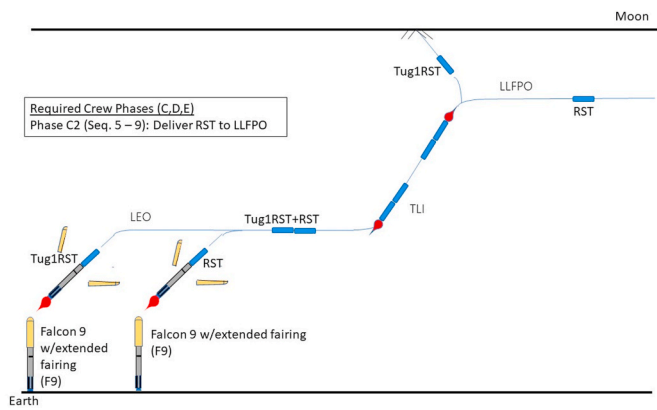 Moon
Tug1RST
LLFPO
RST
Required Crew Phases (C,D,E)
Phase C2 (Seq. 5 – 9): Deliver RST to LLFPO
TLI
LEO
Tug1RST+RST
Tug1RST
RST
Falcon 9
w/extended
fairing
(F9)
Falcon 9 w/extended fairing
(F9)
Earth